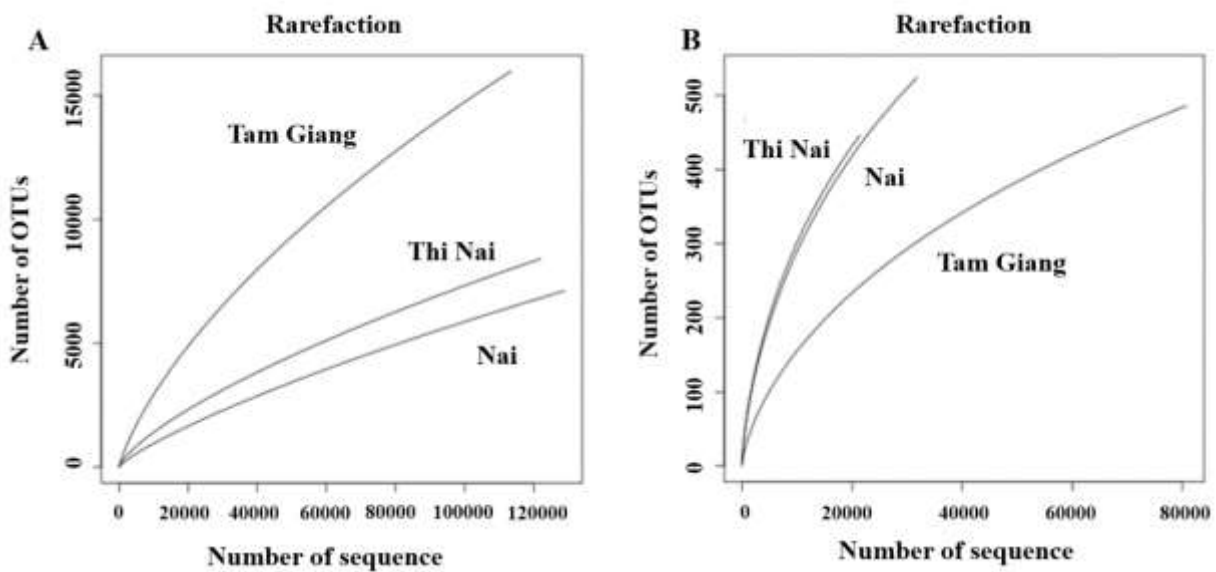 A
Rarefaction
Number of OTUs
15000
10000
5000
0
Tam Giang
Thi Nai
Nai
0 20000 40000 60000 80000 100000 120000
Number of sequence
B
Rarefaction
Number of OTUs
500
400
300
200
100
0
Thi Nai
Nai
Tam Giang
0 20000 40000 60000 80000
Number of sequence